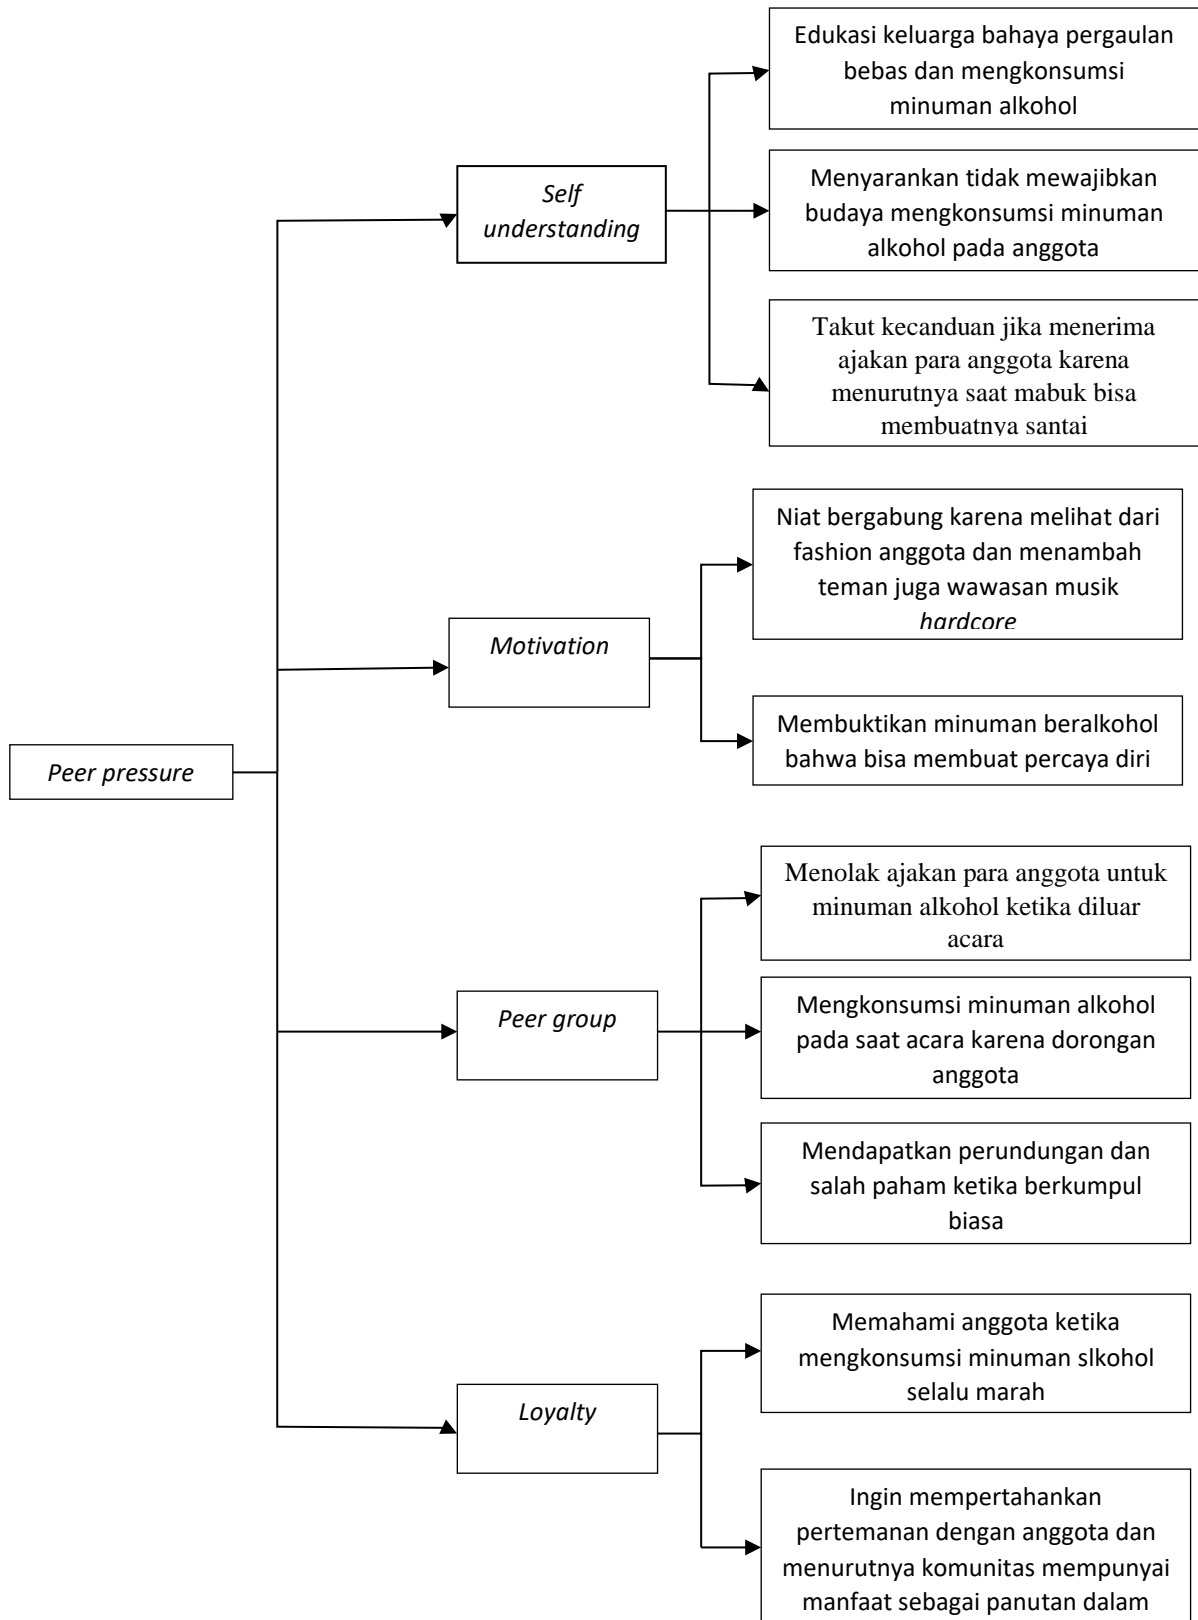 Edukasi keluarga bahaya pergaulan
bebas dan mengkonsumsi
minuman alkohol
Self
understanding
Menyarankan tidak mewajibkan
budaya mengkonsumsi minuman
alkohol pada anggota
Takut kecanduan jika menerima
ajakan para anggota karena
menurutnya saat mabuk bisa
membuatnya santai
Niat bergabung karena melihat dari
fashion anggota dan menambah
teman juga wawasan musik
hardcore
Motivation
Membuktikan minuman beralkohol
bahwa bisa membuat percaya diri
Peer pressure
Menolak ajakan para anggota untuk
minuman alkohol ketika diluar
acara
Peer group
Mengkonsumsi minuman alkohol
pada saat acara karena dorongan
anggota
Mendapatkan perundungan dan
salah paham ketika berkumpul
biasa
Memahami anggota ketika
mengkonsumsi minuman slkohol
selalu marah
Loyalty
Ingin mempertahankan
pertemanan dengan anggota dan
menurutnya komunitas mempunyai
manfaat sebagai panutan dalam